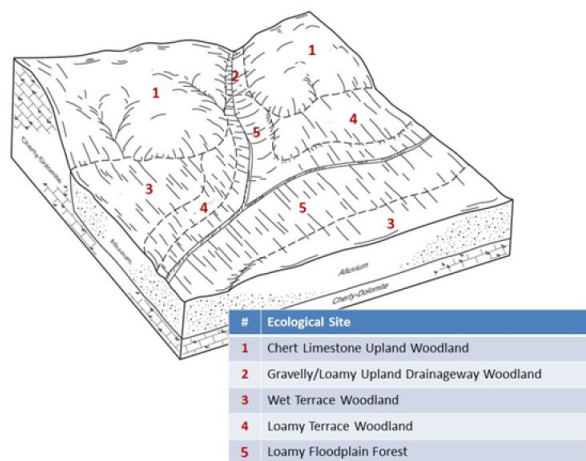 1
2
1
4
5
3
4
5
3
Cherty-Dolomite
Alluvium
Alluvium
Cherty-Dolomite
# Ecological Site
1 Chert Limestone Upland Woodland
2 Gravelly/Loamy Upland Drainageway Woodland
3 Wet Terrace Woodland
4 Loamy Terrace Woodland
5 Loamy Floodplain Forest